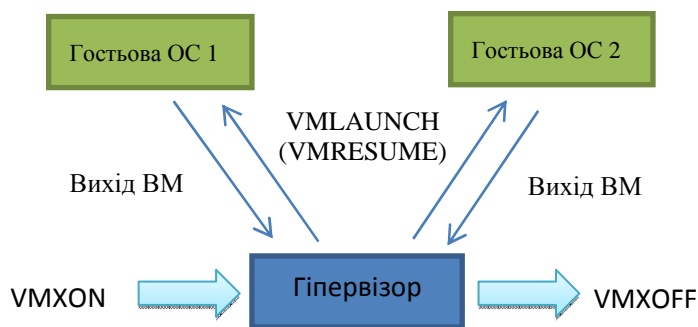 Гостьова ОС 1
Гостьова ОС 2
VMLAUNCH
(VMRESUME)
Вихід ВМ
Вихід ВМ
VMXON
Гіпервізор
VMXOFF